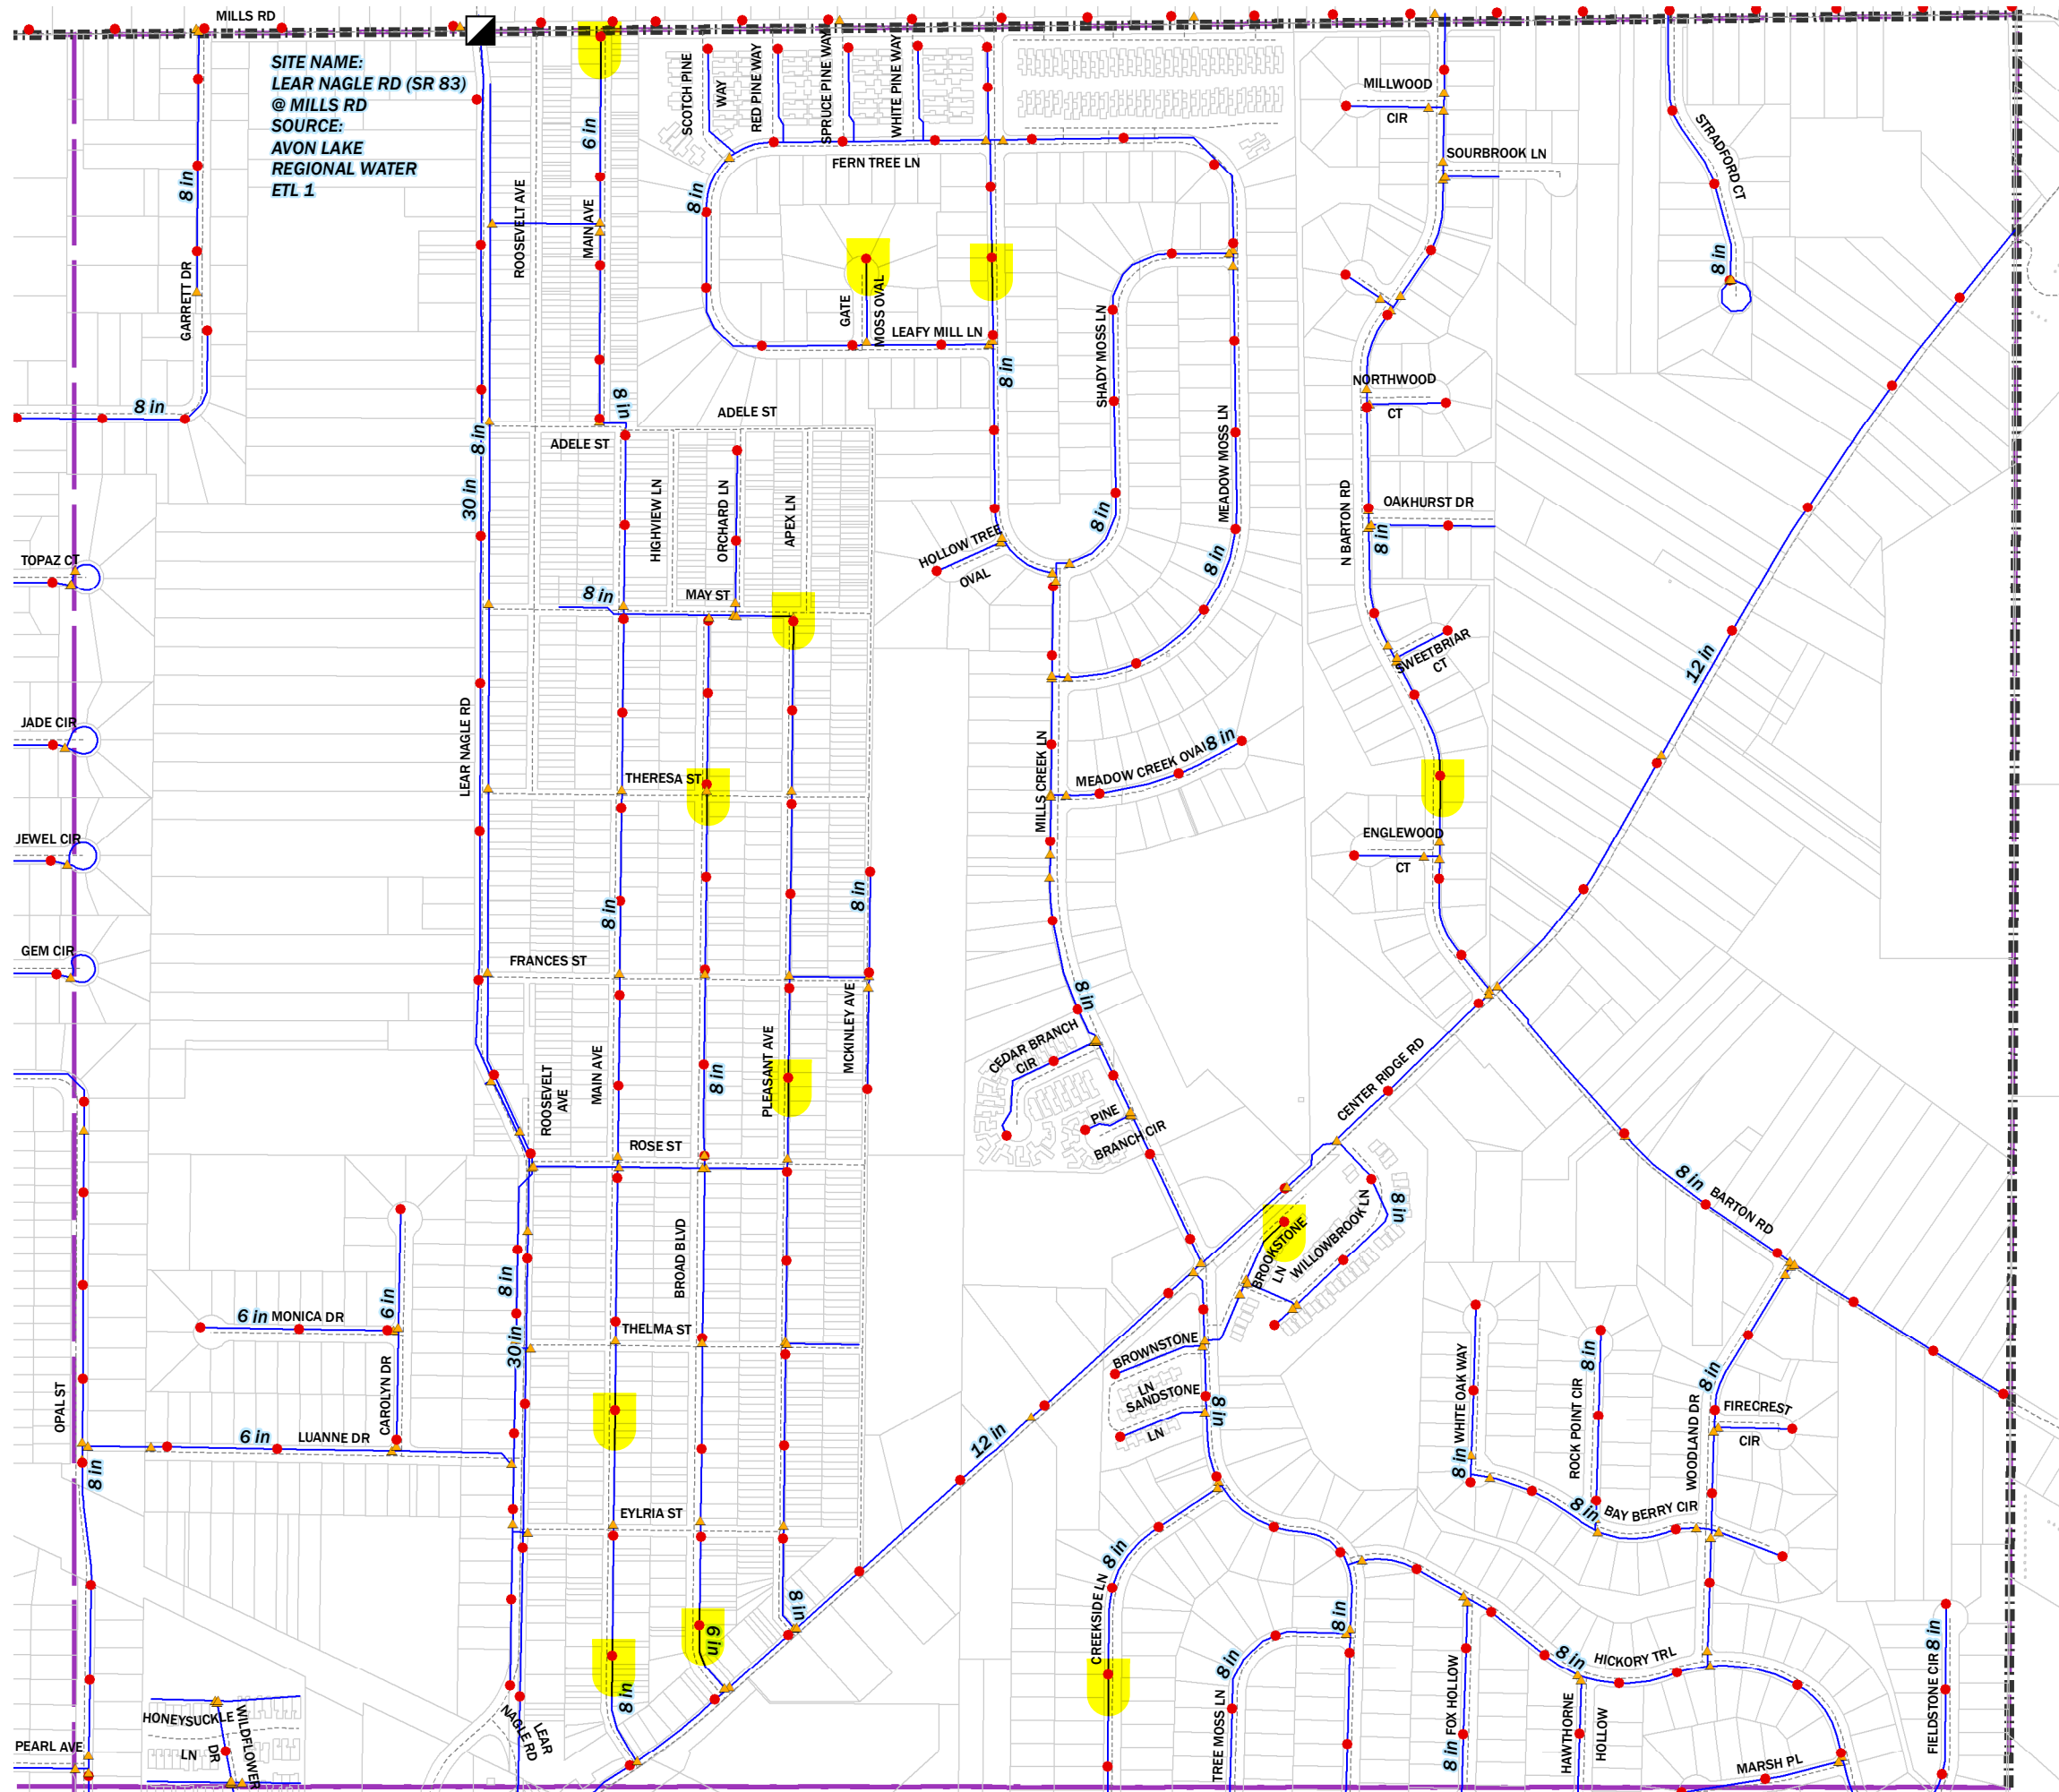 MILLS RD
SITE NAME:
LEAR NAGLE RD (SR 83)
@ MILLS RD
SOURCE:
AVON LAKE
REGIONAL WATER
ETL 1
8 in
GARRETT DR
8 in
ROOSEVELT AVE
6 in
MAIN AVE
8 in
SCOTCH PINE
WAY
RED PINE WAY
SPRUCE PINE WAY
WHITE PINE WAY
FERN TREE LN
8 in
GATE
MOSS OVAL
LEAFY MILL LN
8 in
SHADY MOSS LN
MEADOW MOSS LN
8 in
8 in
MILLWOOD
CIR
SOURBROOK LN
STRADFORD CT
8 in
NORTHWOOD
CT
N BARTON RD
OAKHURST DR
8 in
SWEETBRIAR
CT
12 in
ADELE ST
ADELE ST
8 in
30 in
HIGHVIEW LN
ORCHARD LN
APEX LN
HOLLOW TREE
OVAL
TOPAZ CT
8 in
MAY ST
LEAR NAGLE RD
JADE CIR
THERESA ST
MILLS CREEK LN
MEADOW CREEK OVAL
8 in
JEWEL CIR
ENGLEWOOD
CT
8 in
8 in
GEM CIR
FRANCES ST
MCKINLEY AVE
8 in
CEDAR BRANCH
CIR
PINE
BRANCH CIR
CENTER RIDGE RD
ROOSEVELT
AVE
MAIN AVE
8 in
PLEASANT AVE
ROSE ST
8 in
BARTON RD
8 in
BROOKSTONE
LN
WILLOWBROOK LN
8 in
BROAD BLVD
6 in
MONICA DR
6 in
30in
THELMA ST
BROWNSTONE
LN
SANDSTONE
LN
8 in
OPAL ST
CAROLYN DR
6 in
LUANNE DR
8 in
12 in
WHITE OAK WAY
8 in
ROCK POINT CIR
8 in
8 in
WOODLAND DR
FIRECREST
CIR
8 in
BAY BERRY CIR
EYLRIA ST
8 in
6 in
8 in
8 in
CREEKSIDE LN
8 in
TREE MOSS LN
8 in
8 in
FOX HOLLOW
8 in
HICKORY TRL
HAWTHORNE
HOLLOW
MARSH PL
8 in
FIELDSTONE CIR
HONEYSUCKLE
LN
WILDFLOWER
DR
PEARL AVE
LEAR
NAGLE RD